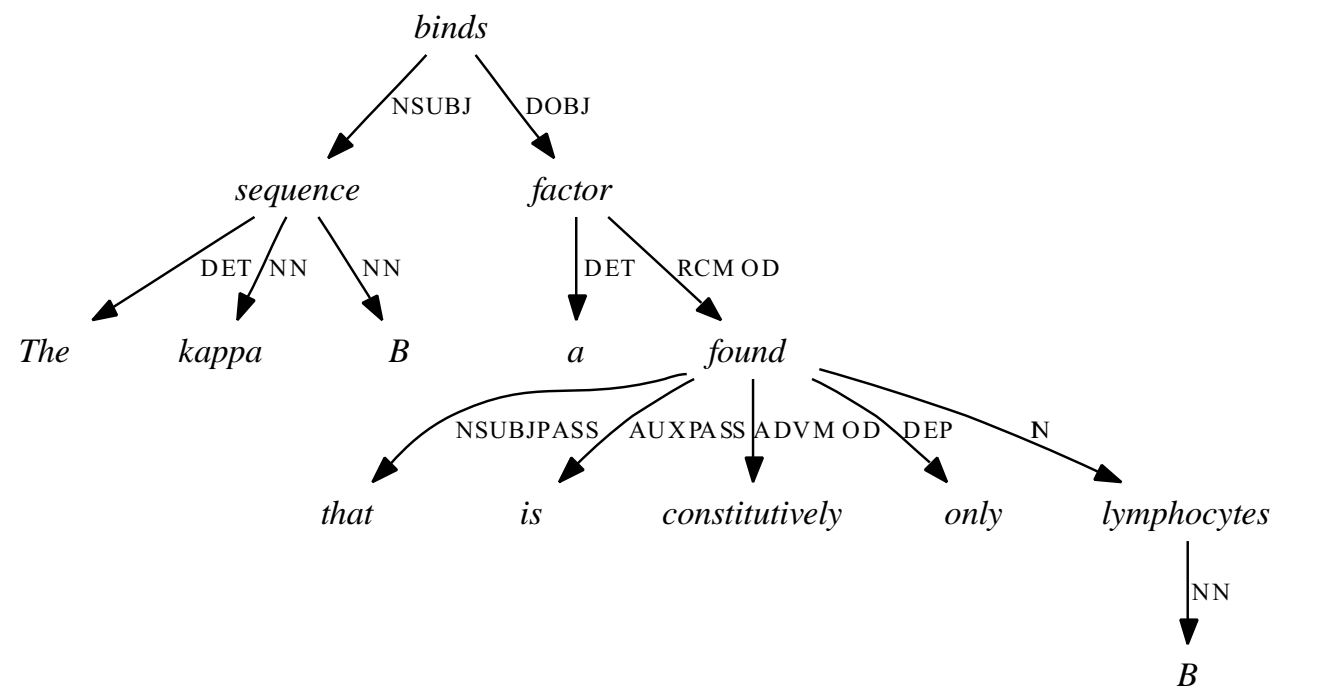 binds
NSUBJ DOBJ
sequence factor
DET NN NN DET RCMOD
The kappa B a found
NSUBJPASS AUXPASS ADVMOD DEP N
that is constitutively only lymphocytes
NN
B